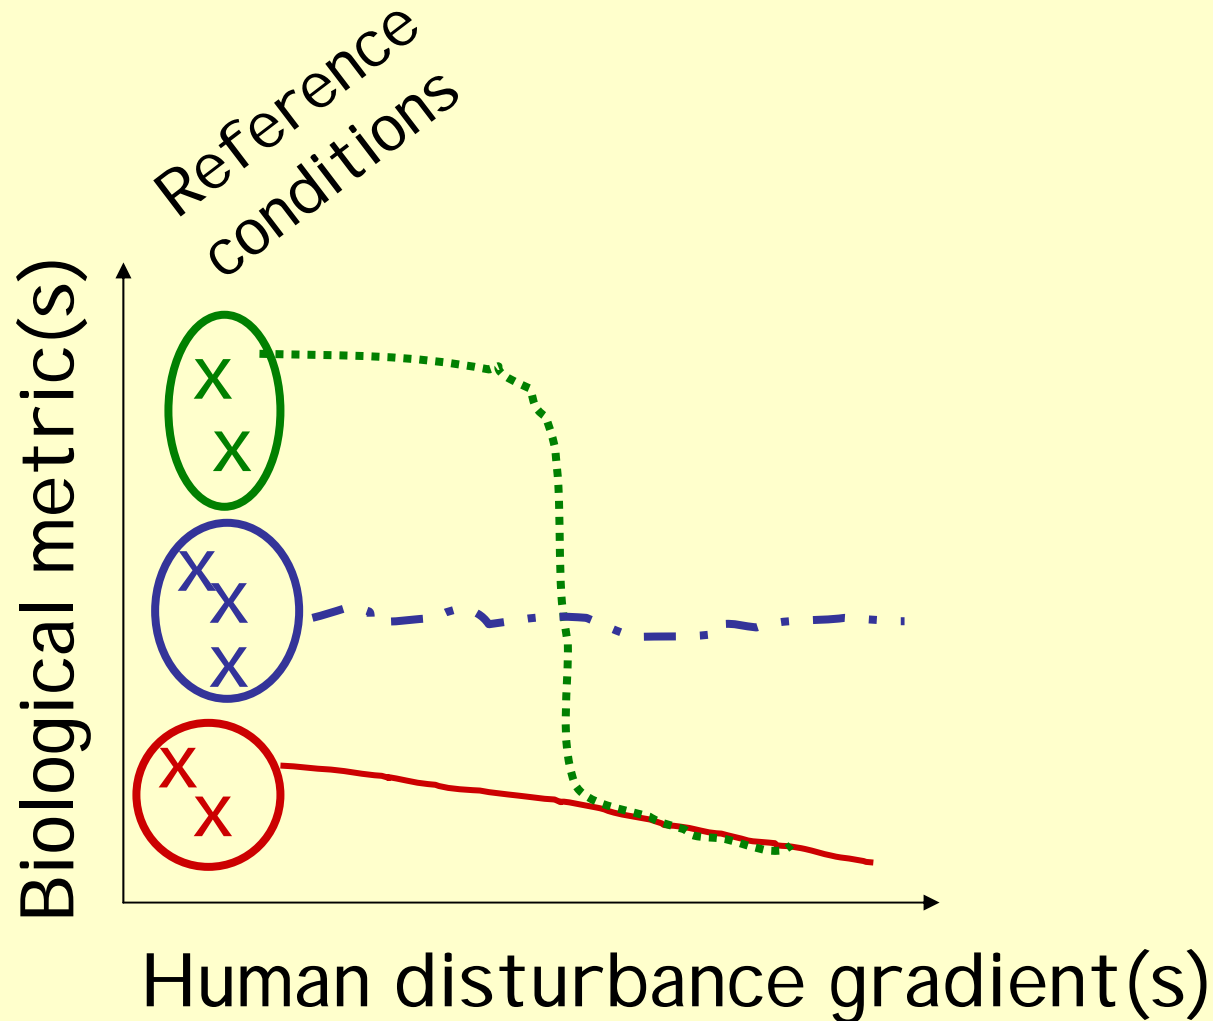 Reference
conditions
Biological metric(s)
X
X
X
X
X
X
X
Human disturbance gradient(s)